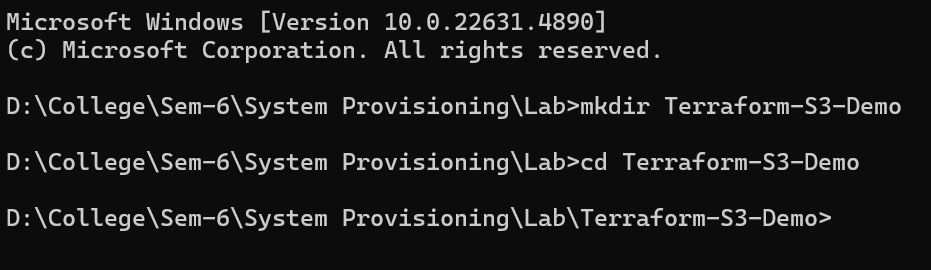 Microsoft Windows [Version 10.0.22631.4890]
(c) Microsoft Corporation. All rights reserved.
D:\College\Sem-6\System Provisioning\Lab>mkdir Terraform-S3-Demo
D:\College\Sem-6\System Provisioning\Lab>cd Terraform-S3-Demo
D:\College\Sem-6\System Provisioning\Lab\Terraform-S3-Demo>